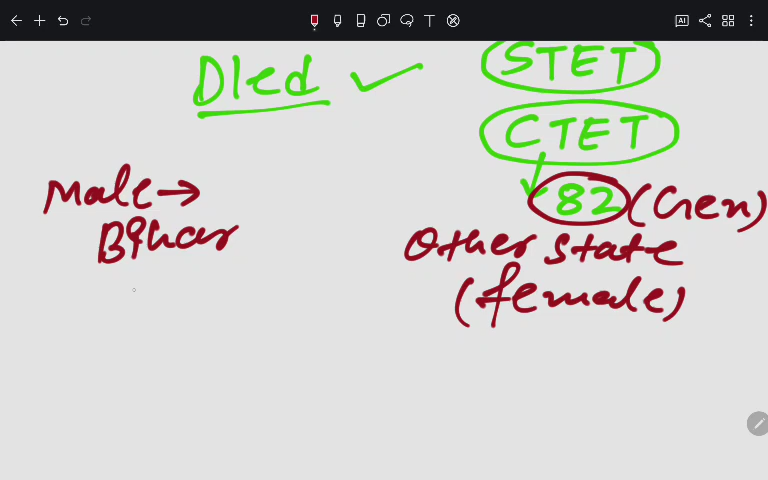 Dled ✓
STET
CTET
82 (Gen)
Male →
Bihar
Other state
(female)